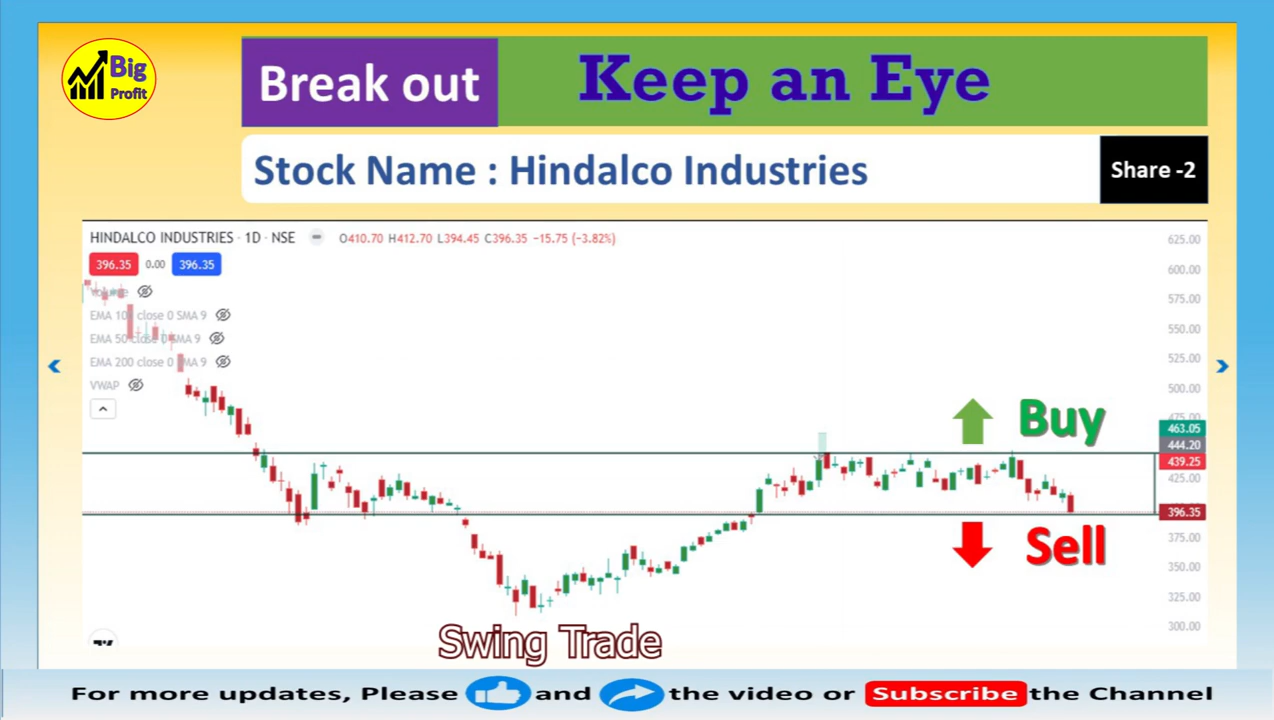 Big
Profit
Break out
Keep an Eye
Stock Name : Hindalco Industries
Share -2
HINDALCO INDUSTRIES · 1D · NSE O410.70 H412.70 L394.45 C396.35 -15.75 (-3.82%)
396.35 0.00 396.35
Volume
EMA 100 close 0 SMA 9
EMA 50 close 0 SMA 9
EMA 200 close 0 SMA 9
VWAP
625.00
600.00
575.00
550.00
525.00
500.00
475.00
463.05
444.20
439.25
425.00
396.35
375.00
350.00
325.00
300.00
Buy
Sell
Swing Trade
For more updates, Please and the video or Subscribe the Channel